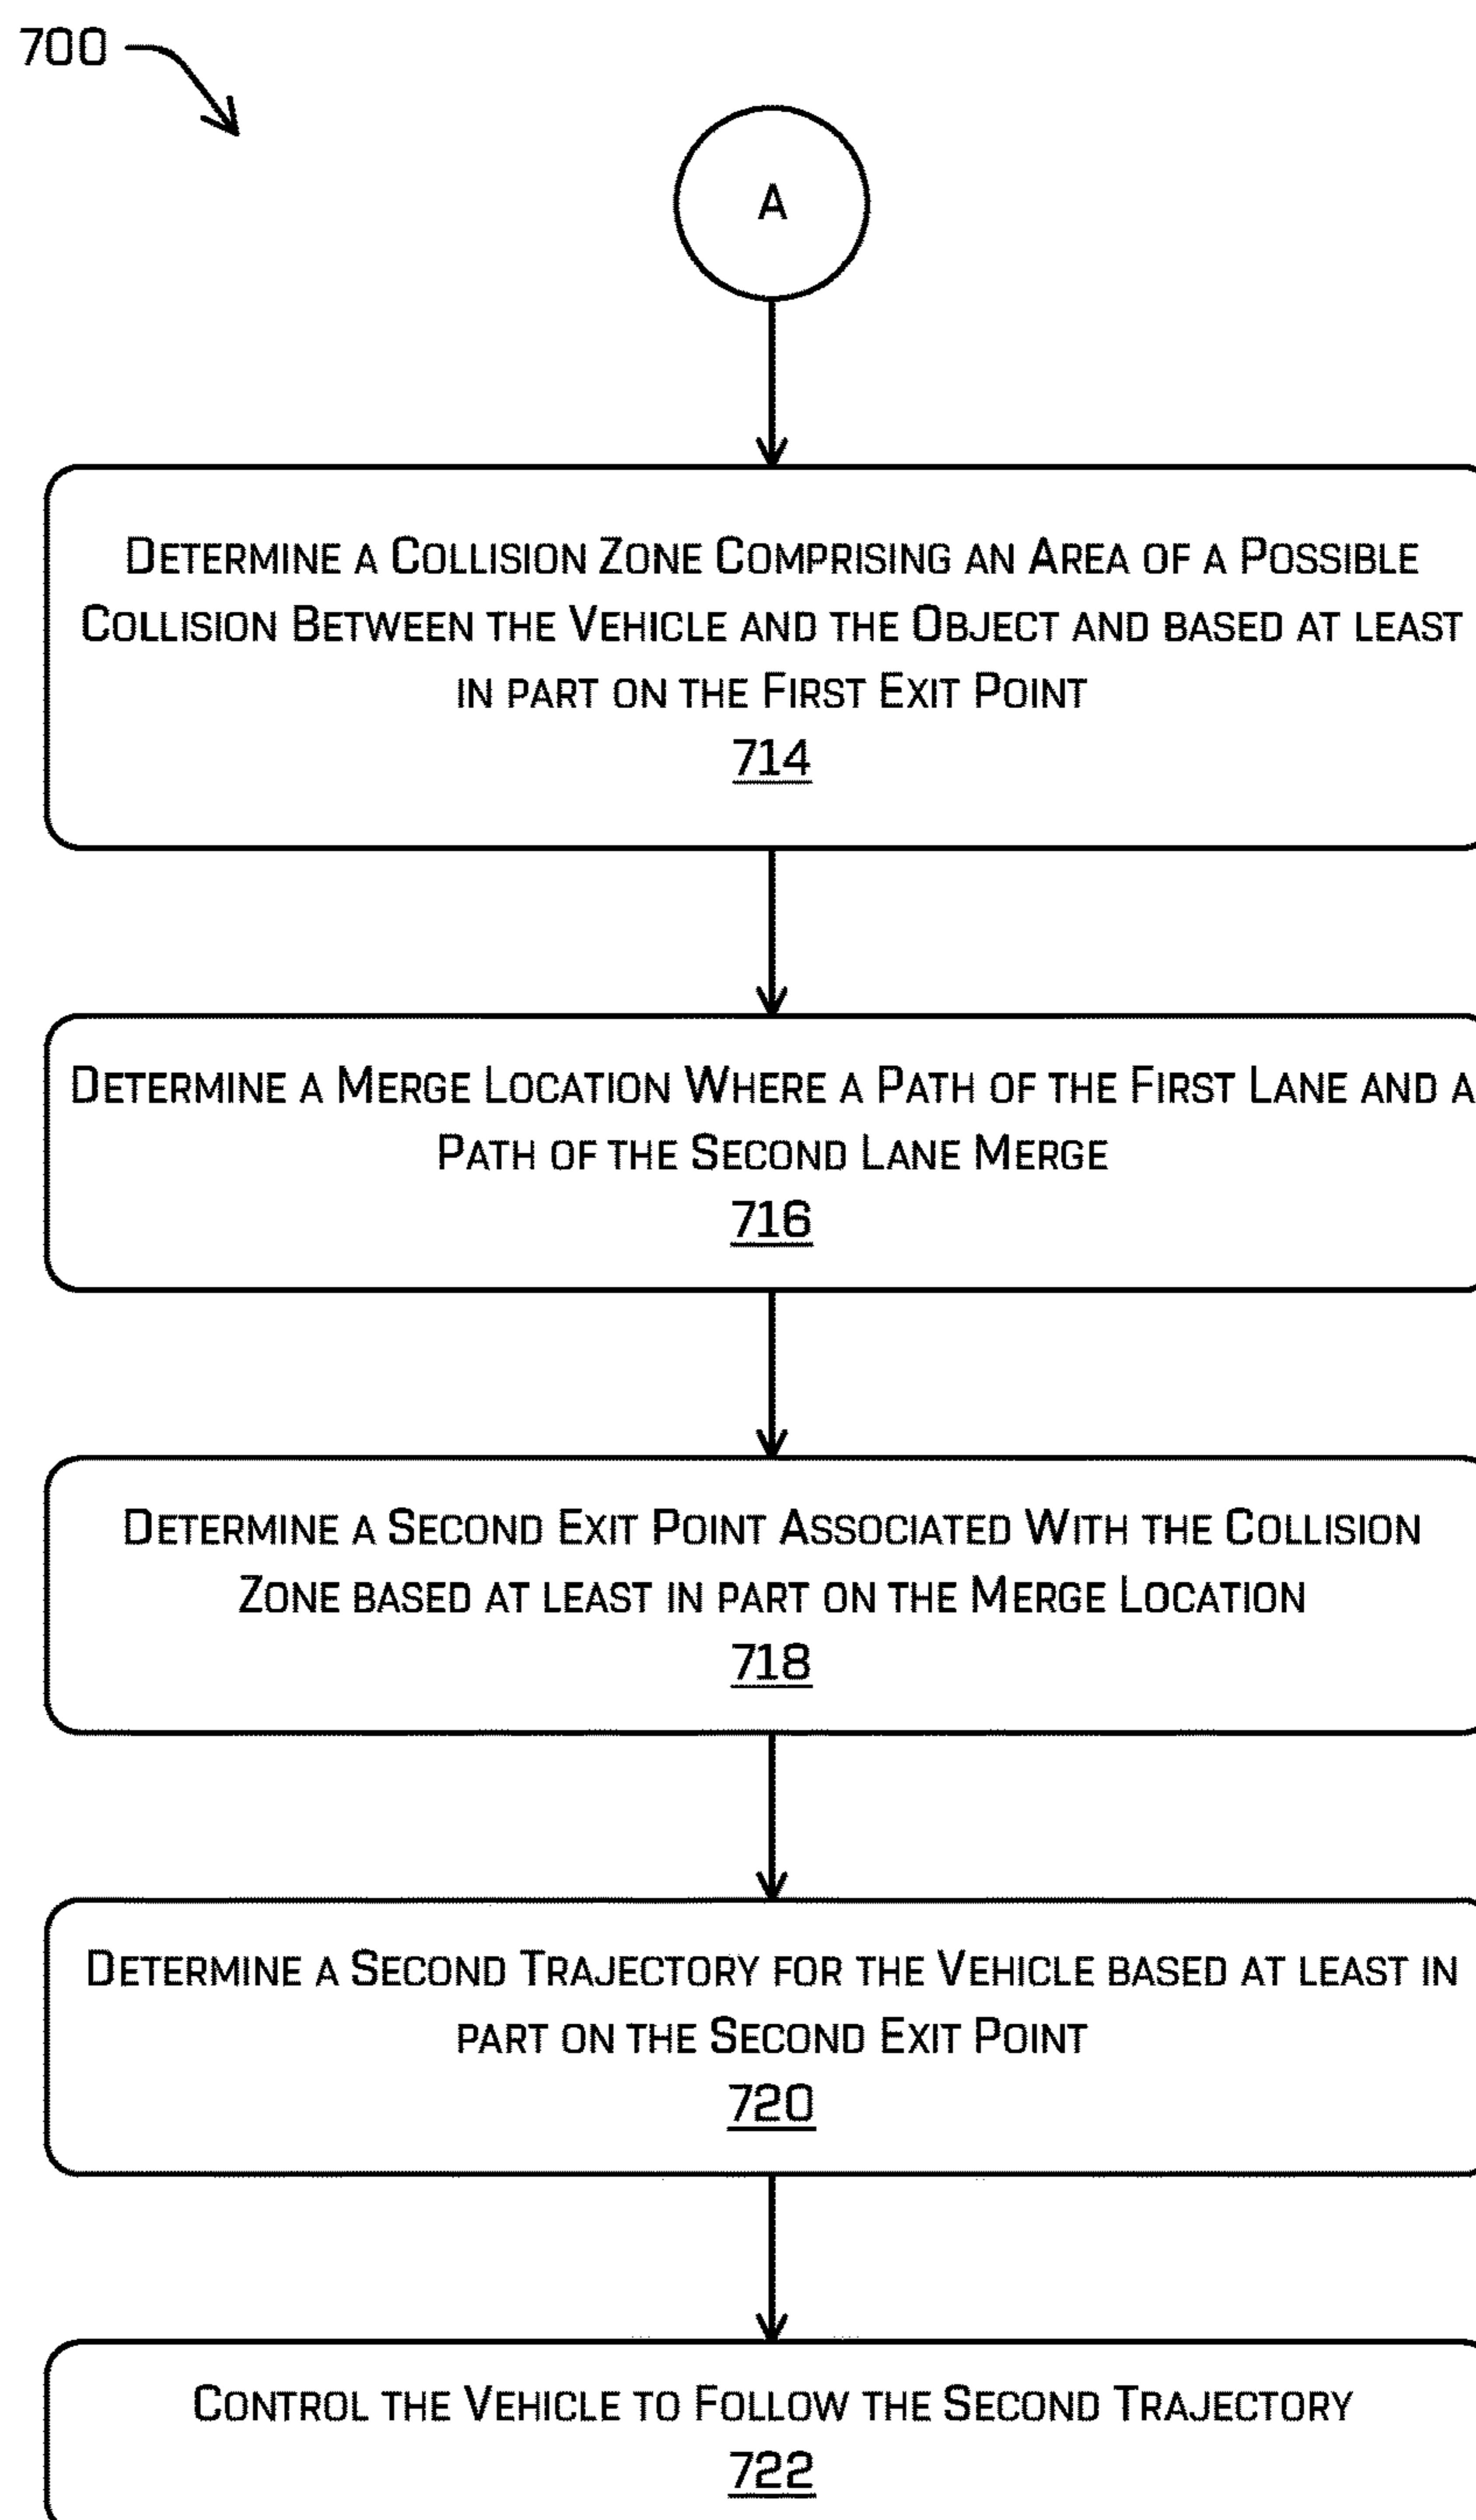 700
A
Determine a Collision Zone Comprising an Area of a Possible
Collision Between the Vehicle and the Object and based at least
in part on the First Exit Point
714
Determine a Merge Location Where a Path of the First Lane and a
Path of the Second Lane Merge
716
Determine a Second Exit Point Associated With the Collision
Zone based at least in part on the Merge Location
718
Determine a Second Trajectory for the Vehicle based at least in
part on the Second Exit Point
720
Control the Vehicle to Follow the Second Trajectory
722